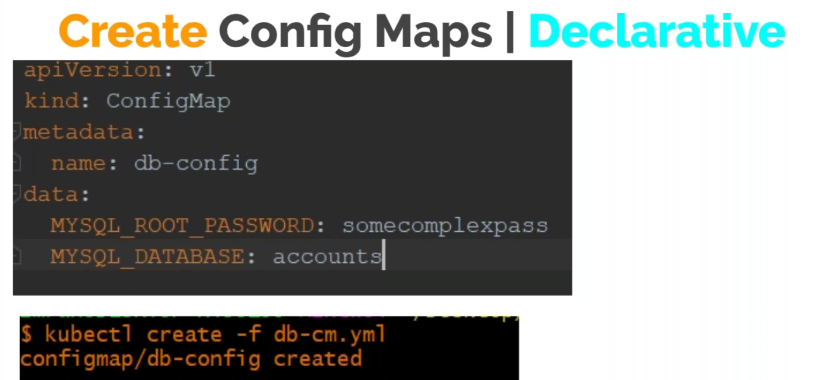 Create Config Maps | Declarative
apiVersion: v1
kind: ConfigMap
metadata:
  name: db-config
data:
  MYSQL_ROOT_PASSWORD: somecomplexpass
  MYSQL_DATABASE: accounts
$ kubectl create -f db-cm.yml
configmap/db-config created